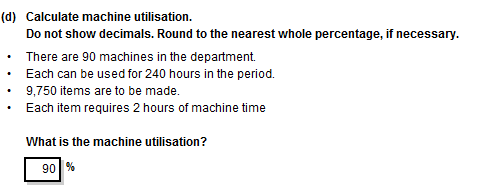 (d) Calculate machine utilisation.
Do not show decimals. Round to the nearest whole percentage, if necessary.
• There are 90 machines in the department.
• Each can be used for 240 hours in the period.
• 9,750 items are to be made.
• Each item requires 2 hours of machine time
What is the machine utilisation?
90 %